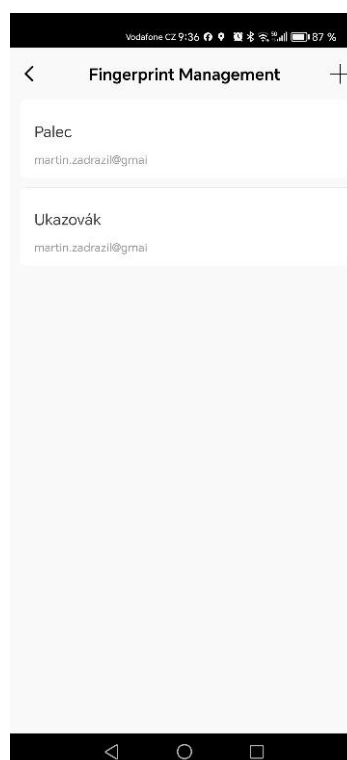 Vodafone CZ 9:36 87 %
Fingerprint Management
Palec
martin.zadrazil@gmai
Ukazovák
martin.zadrazil@gmai